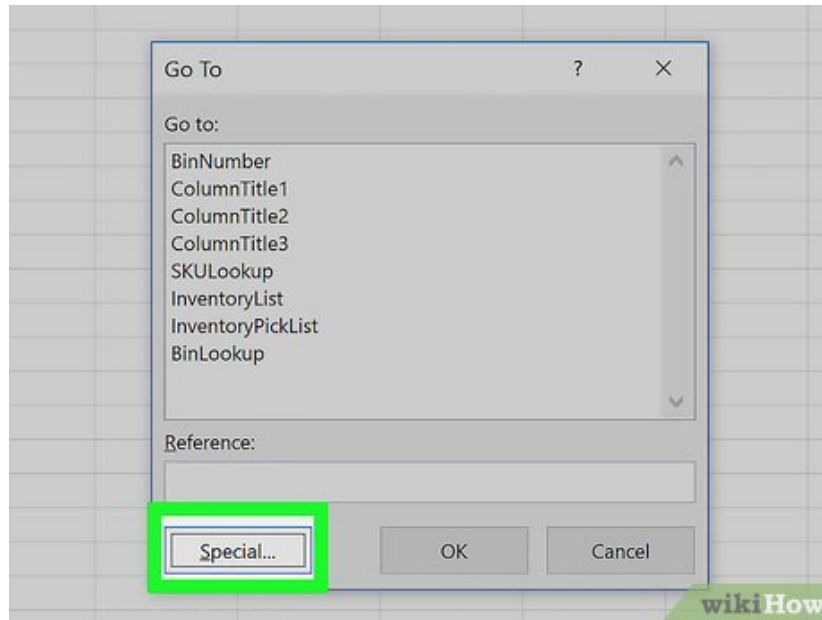 Go To ? ×
Go to:
BinNumber
ColumnTitle1
ColumnTitle2
ColumnTitle3
SKULookup
InventoryList
InventoryPickList
BinLookup
Reference:
Special... OK Cancel
wikiHow